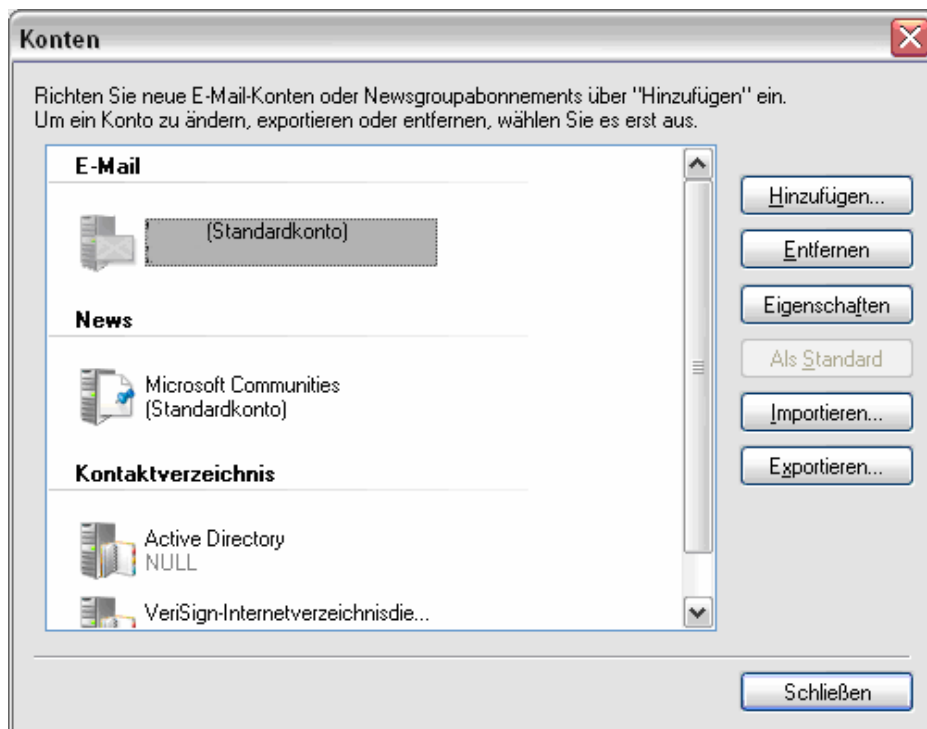 Konten
Richten Sie neue E-Mail-Konten oder Newsgroupabonnements über "Hinzufügen" ein.
Um ein Konto zu ändern, exportieren oder entfernen, wählen Sie es erst aus.
E-Mail
(Standardkonto)
News
Microsoft Communities
(Standardkonto)
Kontaktverzeichnis
Active Directory
NULL
VeriSign-Internetverzeichnisdie...
Hinzufügen...
Entfernen
Eigenschaften
Als Standard
Importieren...
Exportieren...
Schließen